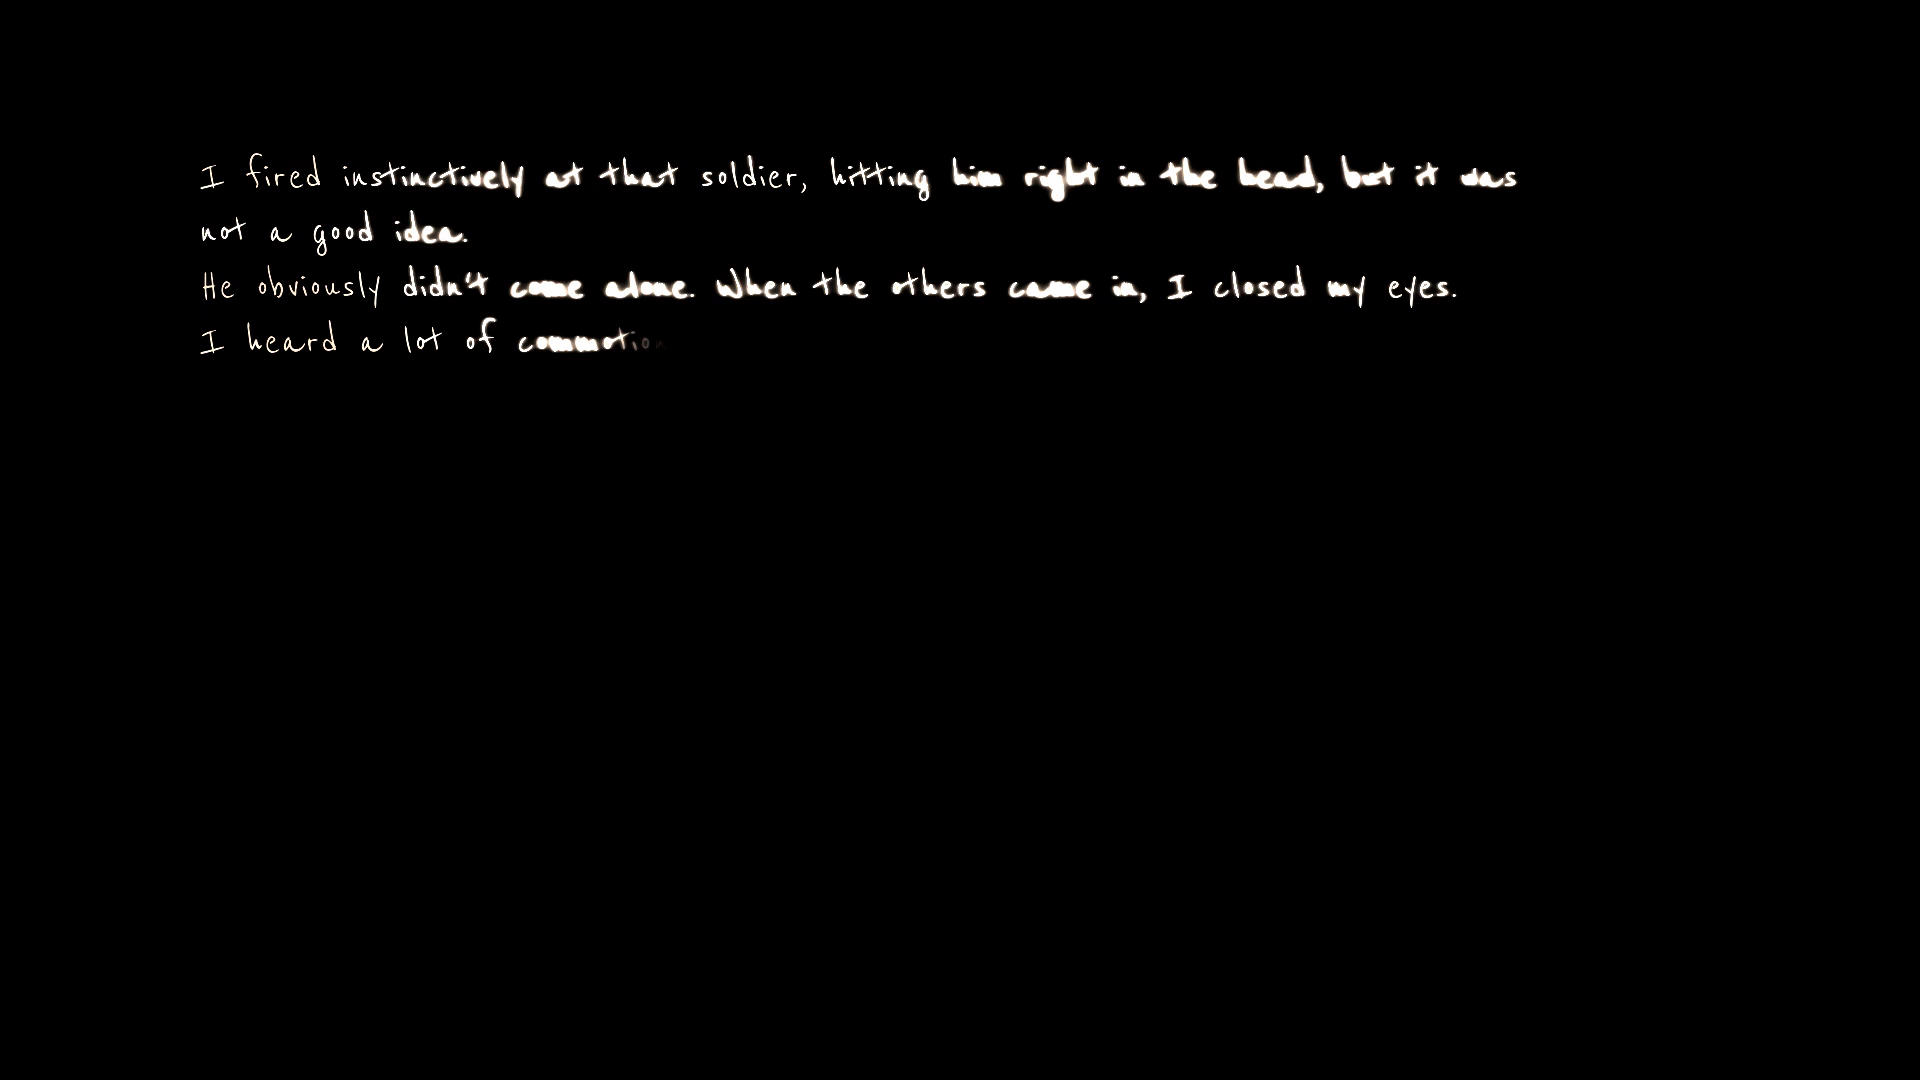 I fired instinctively at that soldier, hitting him right in the head, but it was
not a good idea.
He obviously didn't come alone. When the others came in, I closed my eyes.
I heard a lot of commotion